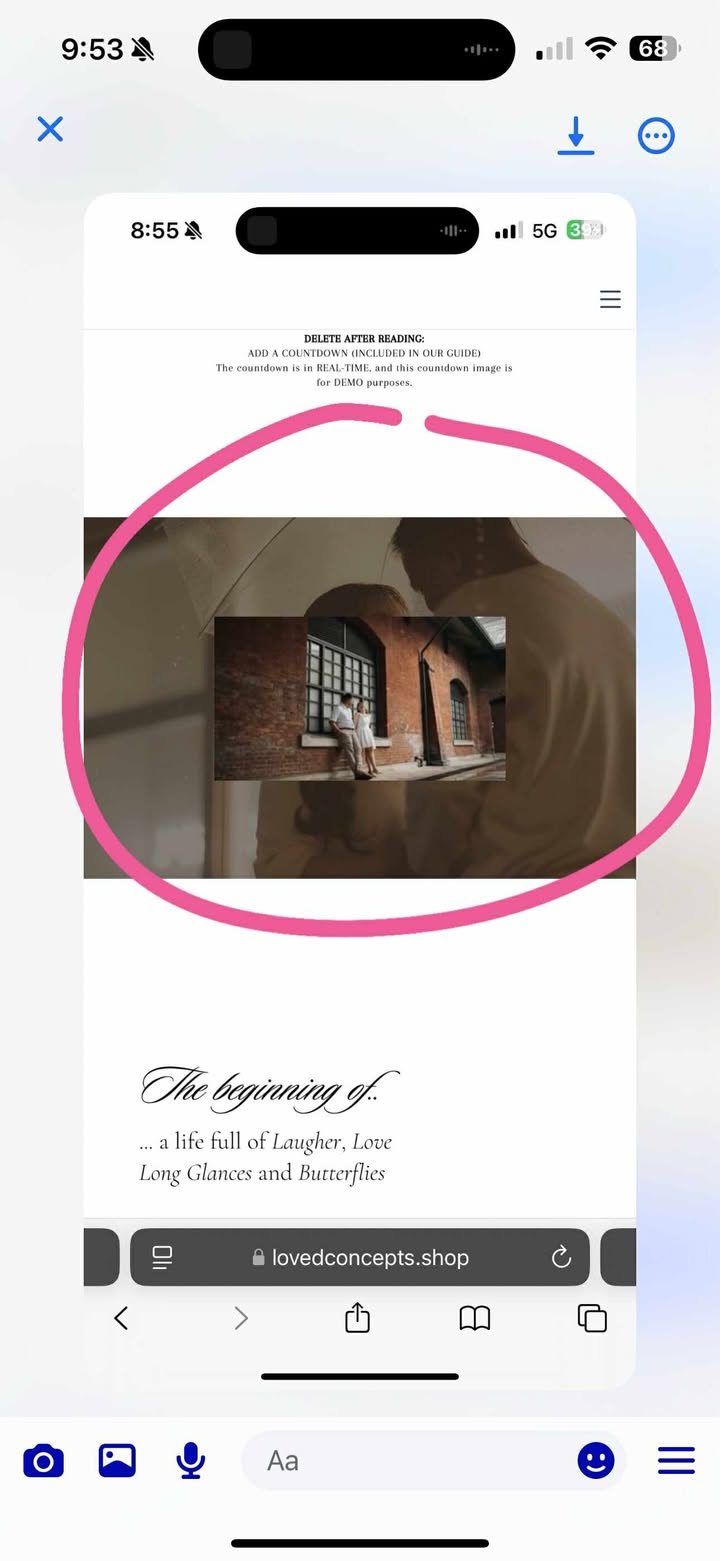 9:53
68
8:55
5G
DELETE AFTER READING:
ADD A COUNTDOWN (INCLUDED IN OUR GUIDE)
The countdown is in REAL-TIME, and this countdown image is
for DEMO purposes.
The beginning of..
... a life full of Laugher, Love
Long Glances and Butterflies
lovedconcepts.shop
Aa